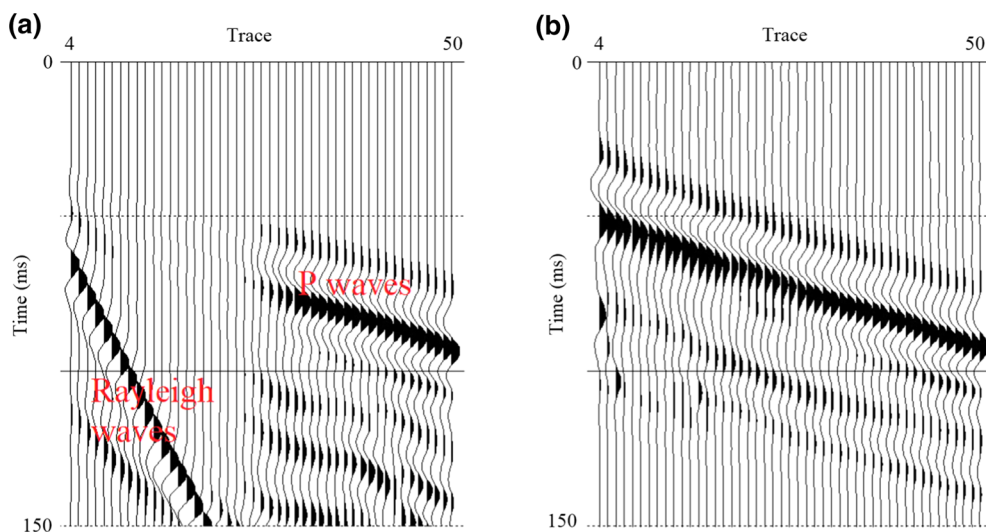 (a)
Trace
4
50
0
Time (ms)
P waves
Rayleigh
waves
150
(b)
Trace
4
50
0
Time (ms)
150